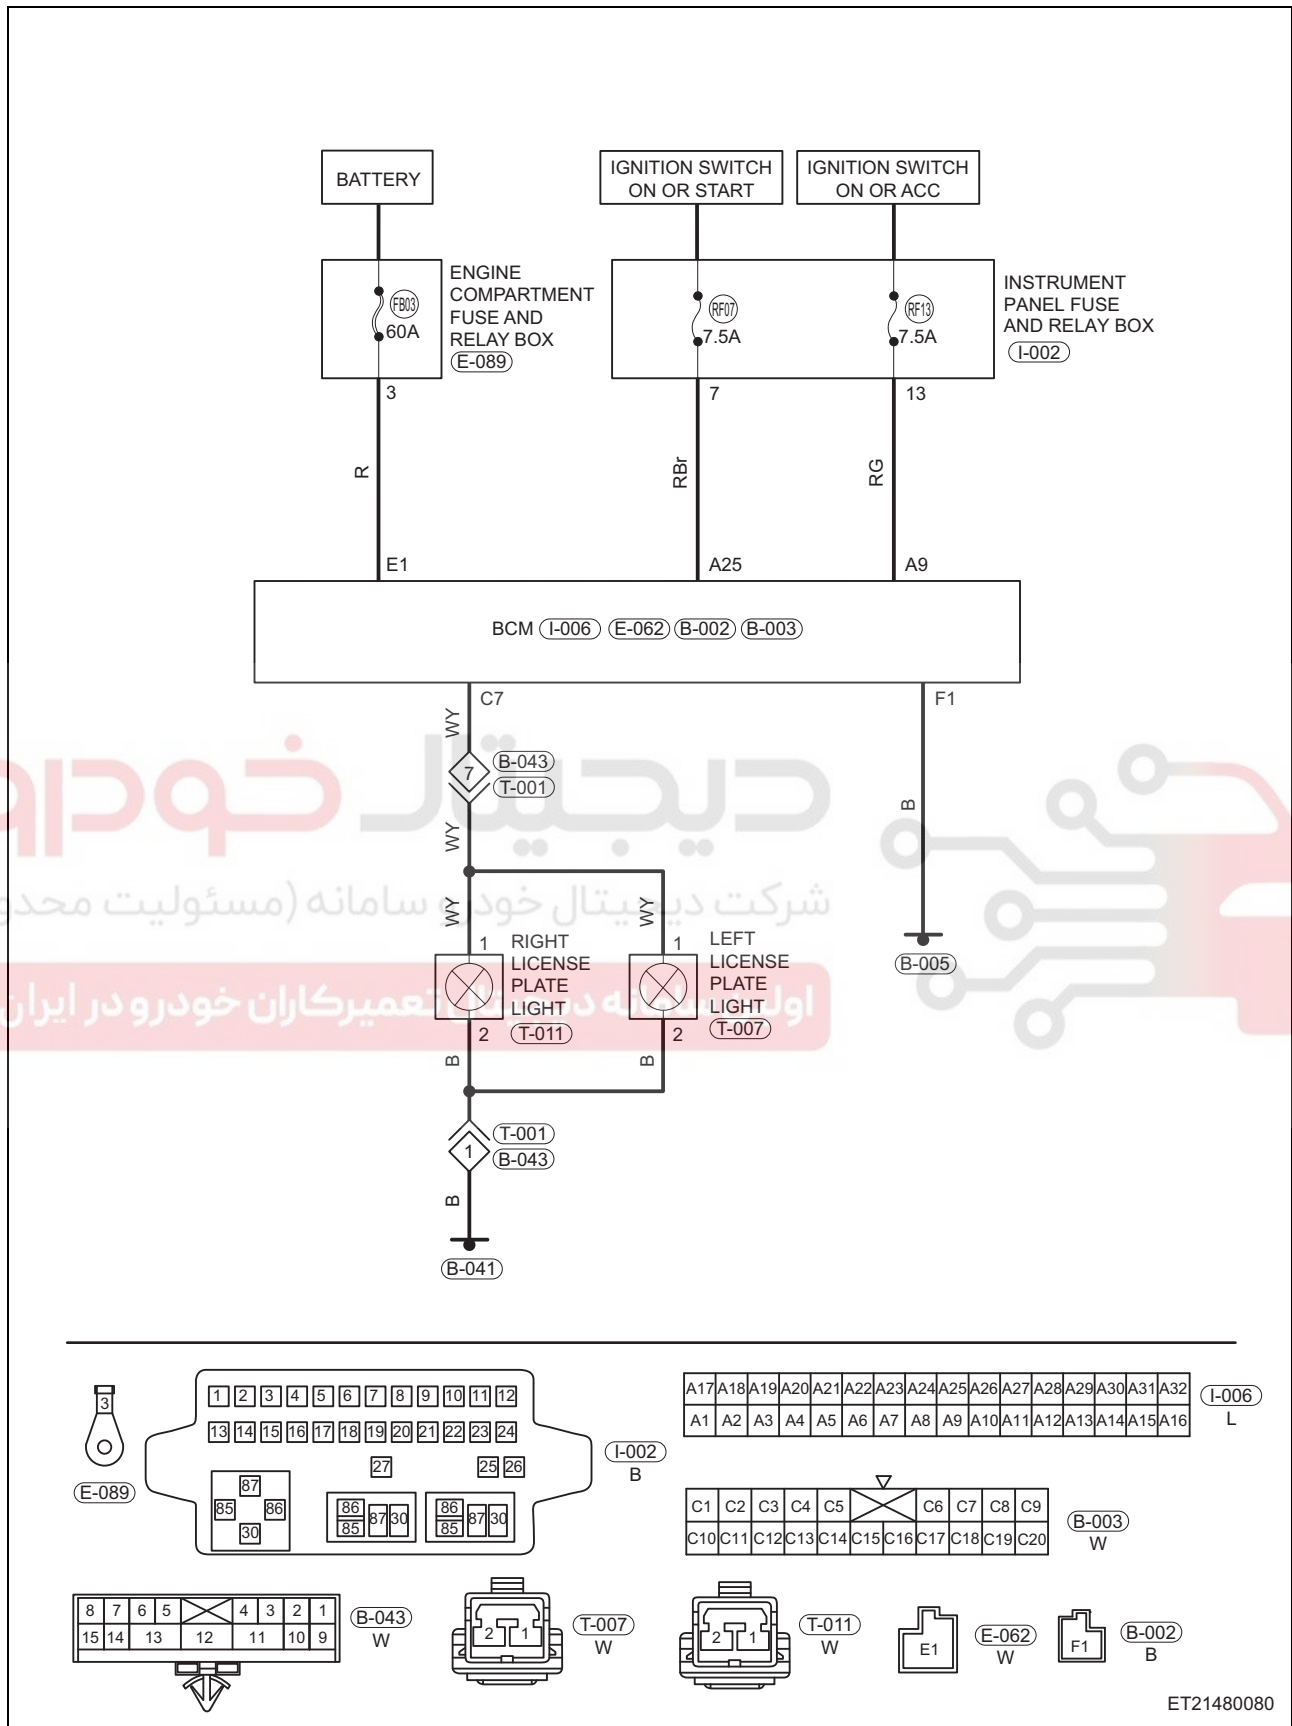 BATTERY
IGNITION SWITCH
ON OR START
IGNITION SWITCH
ON OR ACC
FB03
60A
ENGINE
COMPARTMENT
FUSE AND
RELAY BOX
E-089
RF07
7.5A
RF13
7.5A
INSTRUMENT
PANEL FUSE
AND RELAY BOX
I-002
3
7
13
R
RBr
RG
E1
A25
A9
BCM I-006 E-062 B-002 B-003
C7
F1
WY
7
B-043
T-001
B
WY
دیجیتال خودرو
شرکت دیجیتال خودرو سامانه (مسئولیت محدو
WY
WY
1
RIGHT
LICENSE
PLATE
LIGHT
T-011
2
1
LEFT
LICENSE
PLATE
LIGHT
T-007
2
B-005
اولین سامانه دیجیتال تعمیرکاران خودرو در ایران
B
B
1
T-001
B-043
B
B-041
3
E-089
1 2 3 4 5 6 7 8 9 10 11 12
13 14 15 16 17 18 19 20 21 22 23 24
27 25 26
87
85 86
30
86
85
87 30
86
85
87 30
I-002
B
A17 A18 A19 A20 A21 A22 A23 A24 A25 A26 A27 A28 A29 A30 A31 A32
A1 A2 A3 A4 A5 A6 A7 A8 A9 A10 A11 A12 A13 A14 A15 A16
I-006
L
C1 C2 C3 C4 C5 C6 C7 C8 C9
C10 C11 C12 C13 C14 C15 C16 C17 C18 C19 C20
B-003
W
8 7 6 5 4 3 2 1
15 14 13 12 11 10 9
B-043
W
2 1
T-007
W
2 1
T-011
W
E1
E-062
W
F1
B-002
B
ET21480080